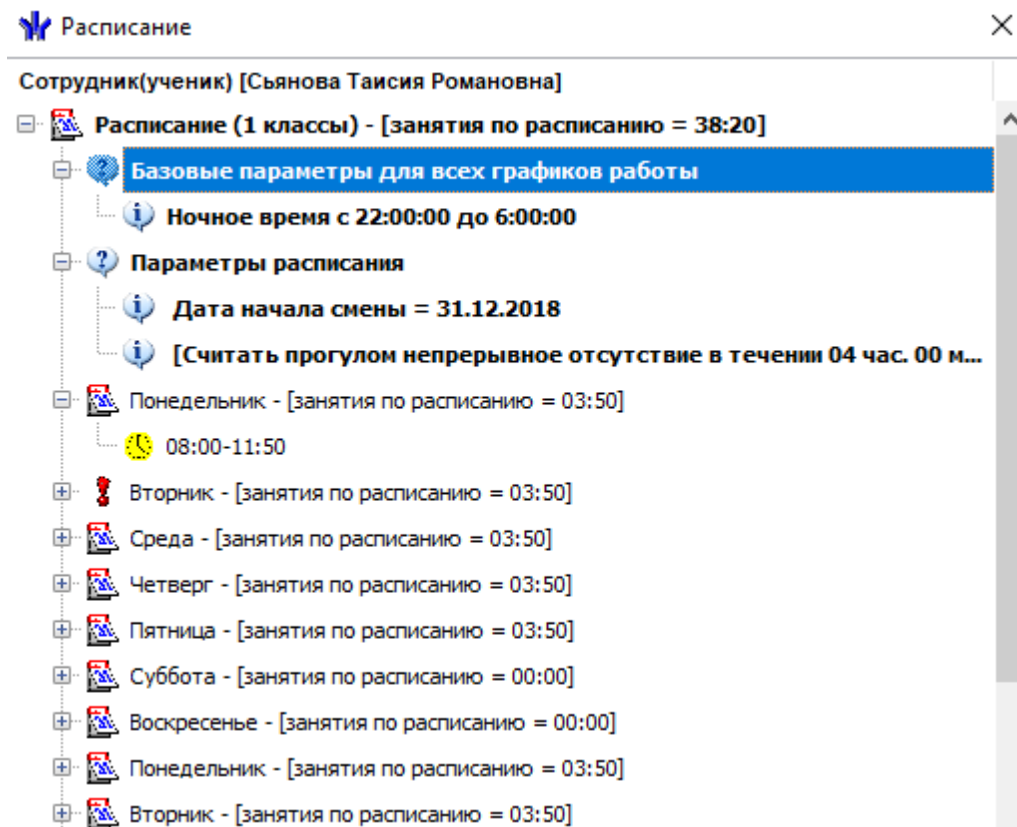 Расписание
Сотрудник(ученик) [Сьянова Таисия Романовна]
Расписание (1 классы) - [занятия по расписанию = 38:20]
Базовые параметры для всех графиков работы
Ночное время с 22:00:00 до 6:00:00
Параметры расписания
Дата начала смены = 31.12.2018
[Считать прогулом непрерывное отсутствие в течении 04 час. 00 м...
Понедельник - [занятия по расписанию = 03:50]
08:00-11:50
Вторник - [занятия по расписанию = 03:50]
Среда - [занятия по расписанию = 03:50]
Четверг - [занятия по расписанию = 03:50]
Пятница - [занятия по расписанию = 03:50]
Суббота - [занятия по расписанию = 00:00]
Воскресенье - [занятия по расписанию = 00:00]
Понедельник - [занятия по расписанию = 03:50]
Вторник - [занятия по расписанию = 03:50]